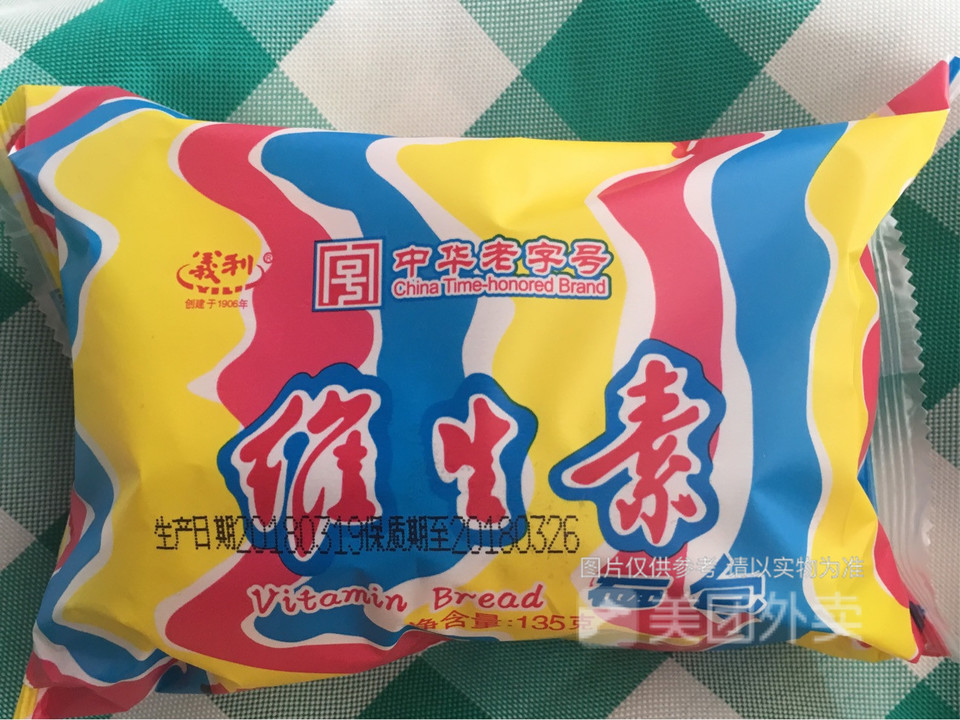 義利®
YILI
创建于1906年
中华老字号
China Time-honored Brand
维生素
生产日期20180319保质期至20180326
图片仅供参考 请以实物为准
Vitamin Bread
面包
净含量:135克
美团外卖